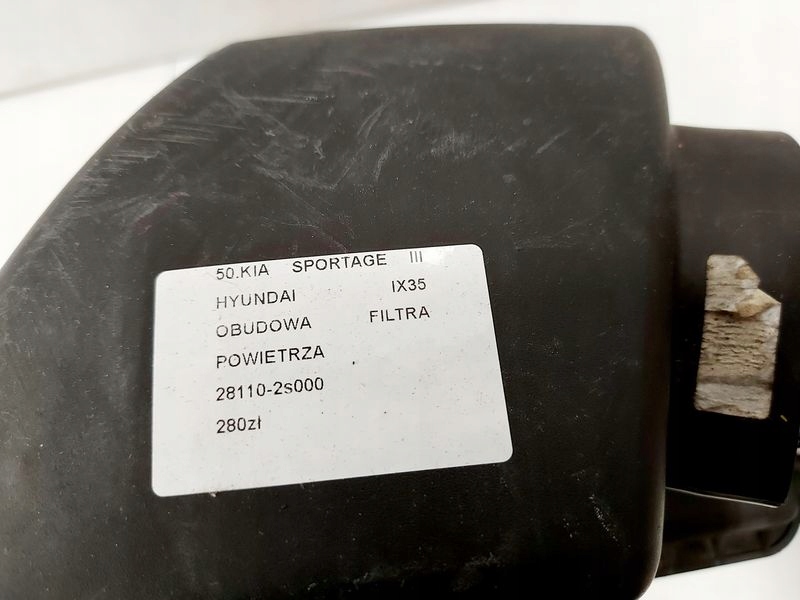 50.KIA SPORTAGE III
HYUNDAI IX35
OBUDOWA FILTRA
POWIETRZA
28110-2s000
280zł